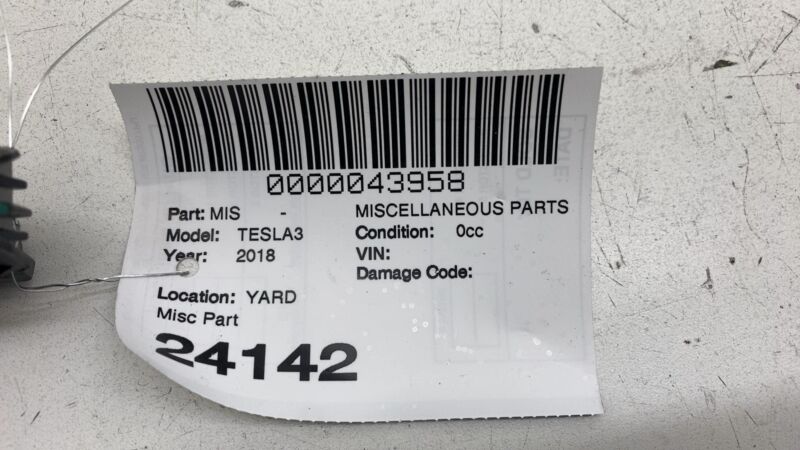 0000043958
Part: MIS - MISCELLANEOUS PARTS
Model: TESLA3 Condition: 0cc
Year: 2018 VIN:
Damage Code:
Location: YARD
Misc Part
24142
DATE: